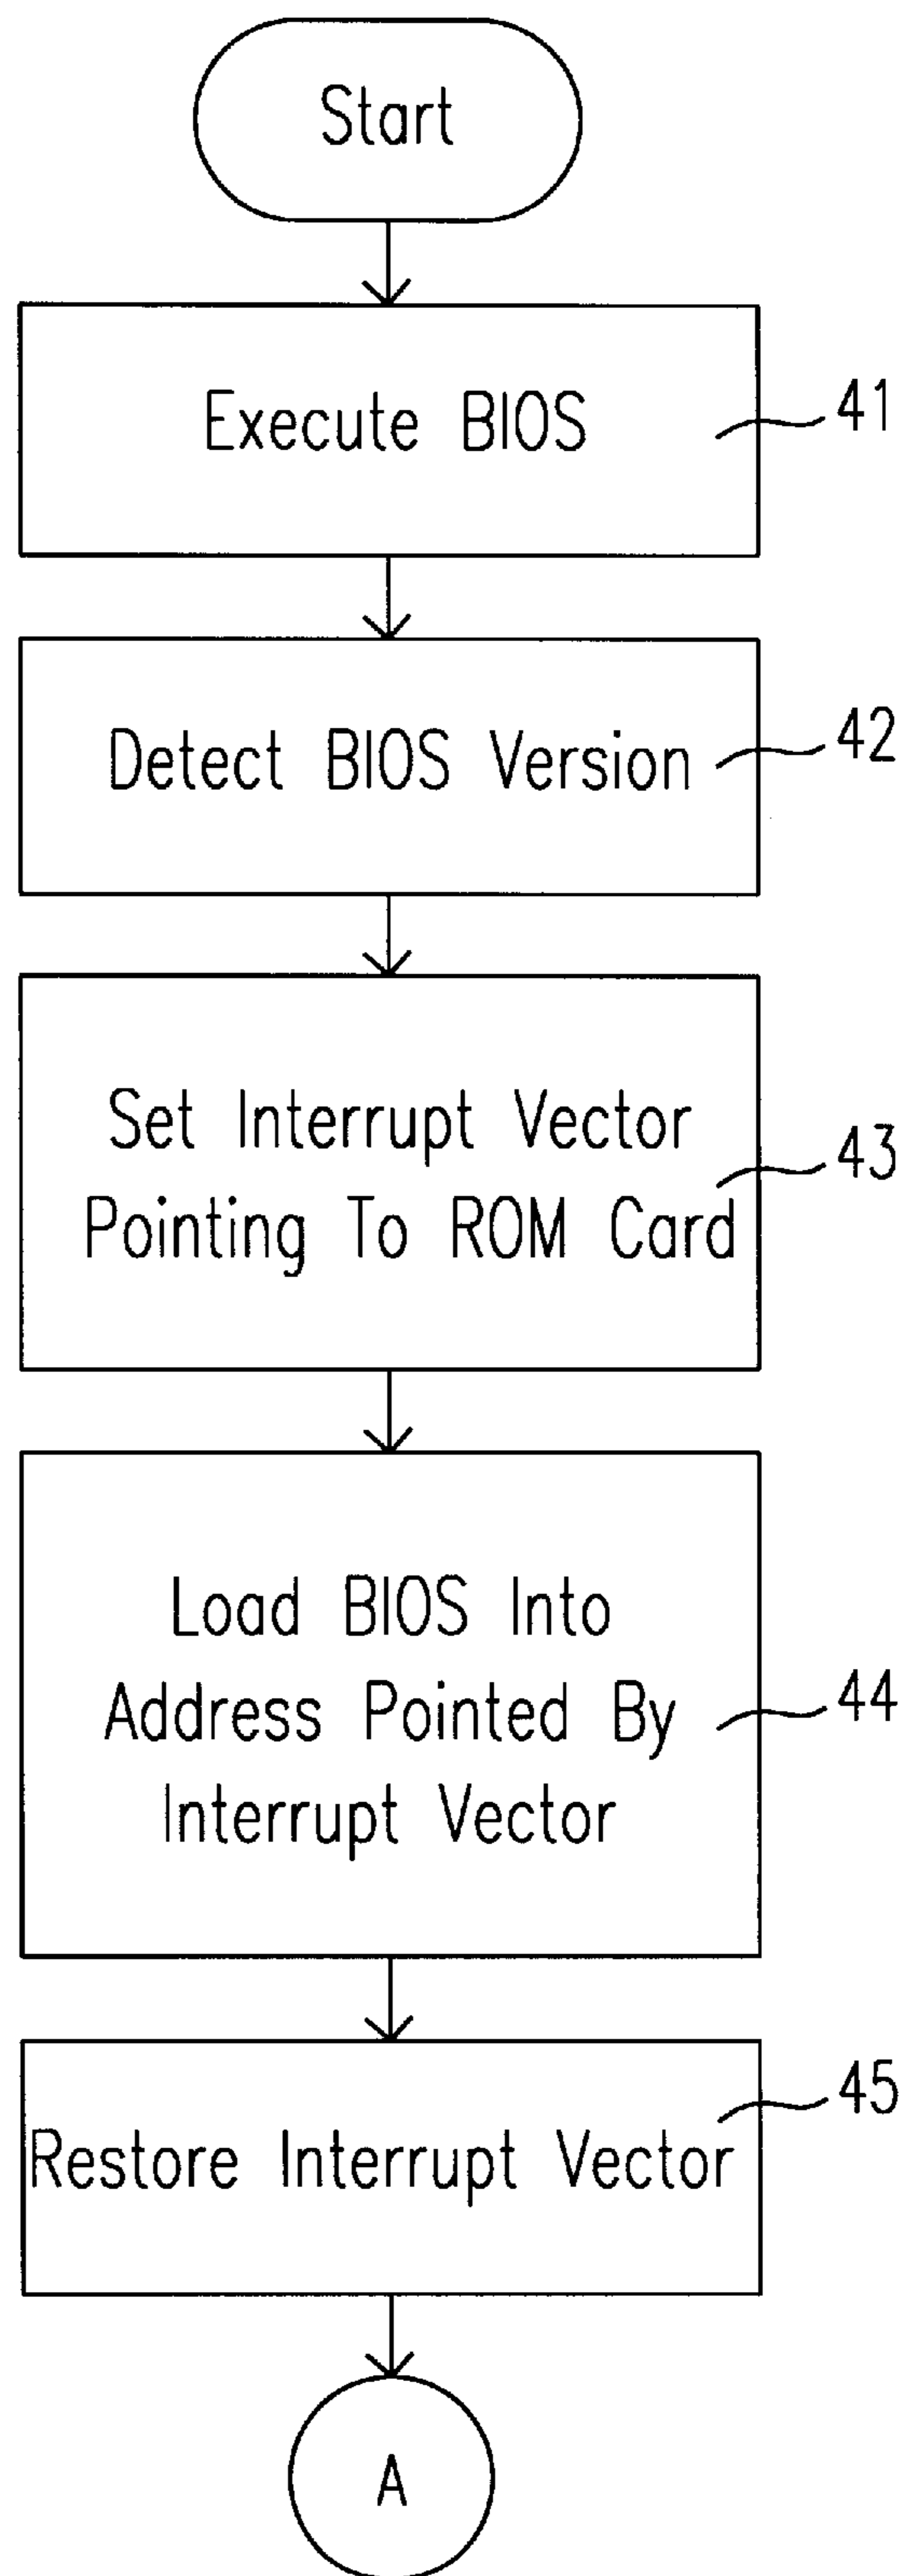 Start
Execute BIOS
41
Detect BIOS Version
42
Set Interrupt Vector
Pointing To ROM Card
43
Load BIOS Into
Address Pointed By
Interrupt Vector
44
Restore Interrupt Vector
45
A